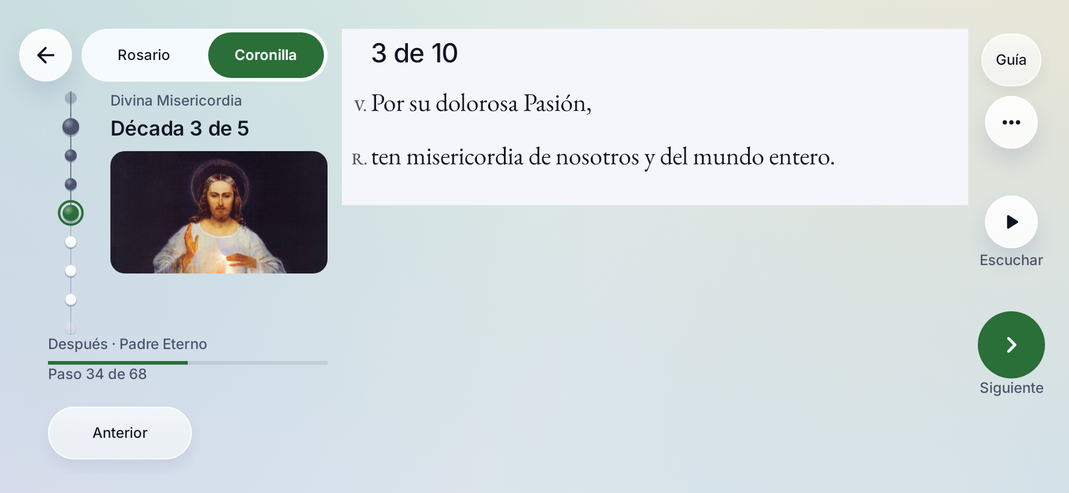 Rosario
Coronilla
Divina Misericordia
Década 3 de 5
Después · Padre Eterno
Paso 34 de 68
Anterior
3 de 10
V. Por su dolorosa Pasión,
R. ten misericordia de nosotros y del mundo entero.
Guía
Escuchar
Siguiente